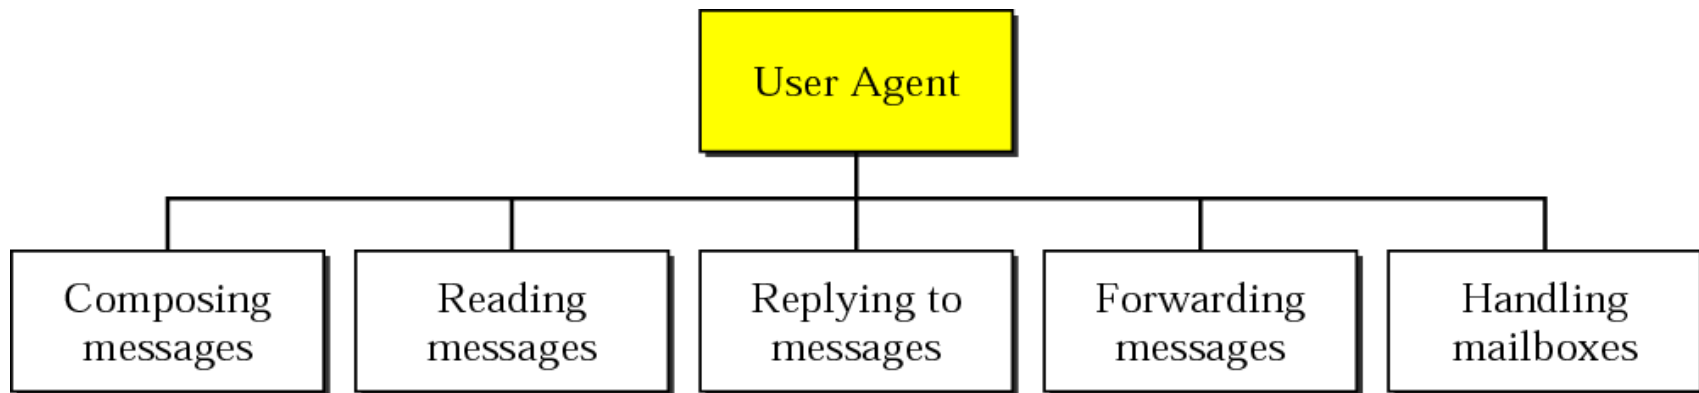 User Agent
Composing
messages
Reading
messages
Replying to
messages
Forwarding
messages
Handling
mailboxes